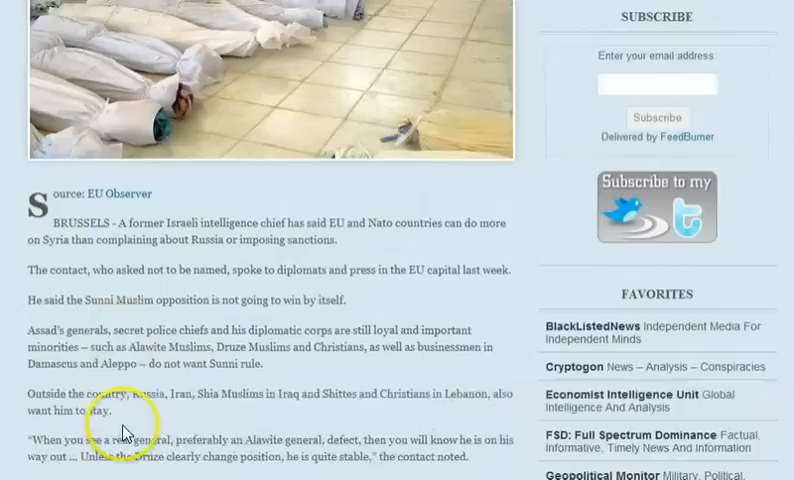 SUBSCRIBE
Enter your email address
Subscribe
Delivered by FeedBurner
Subscribe to my
t
Source: EU Observer
BRUSSELS - A former Israeli intelligence chief has said EU and Nato countries can do more
on Syria than complaining about Russia or imposing sanctions.
The contact, who asked not to be named, spoke to diplomats and press in the EU capital last week.
He said the Sunni Muslim opposition is not going to win by itself.
Assad's generals, secret police chiefs and his diplomatic corps are still loyal and important
minorities – such as Alawite Muslims, Druze Muslims and Christians, as well as businessmen in
Damascus and Aleppo – do not want Sunni rule.
Outside the country, Russia, Iran, Shia Muslims in Iraq and Shittes and Christians in Lebanon, also
want him to stay.
“When you see a real general, preferably an Alawite general, defect, then you will know he is on his
way out ... Unless the Druze clearly change position, he is quite stable,” the contact noted.
FAVORITES
BlackListedNews Independent Media For
Independent Minds
Cryptogon News – Analysis – Conspiracies
Economist Intelligence Unit Global
Intelligence And Analysis
FSD: Full Spectrum Dominance Factual,
Informative, Timely News And Information
Geopolitical Monitor Military, Political,